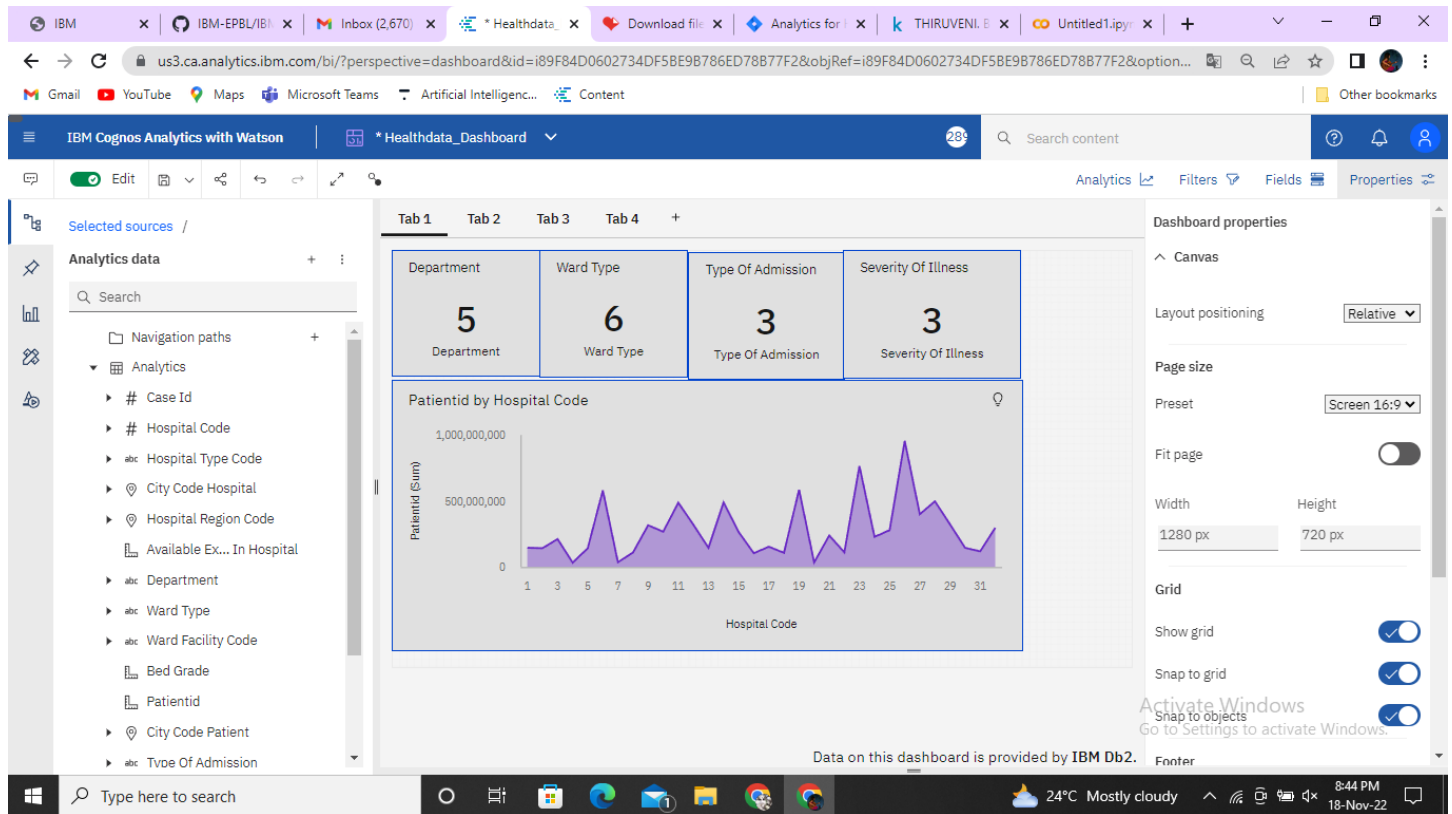 IBM
IBM-EPBL/IBN
Inbox (2,670)
* Healthdata_
Download file
Analytics for
THIRUVENI. E
Untitled1.ipyn
us3.ca.analytics.ibm.com/bi/?perspective=dashboard&id=i89F84D0602734DF5BE9B786ED78B77F2&objRef=i89F84D0602734DF5BE9B786ED78B77F2&option...
Gmail YouTube Maps Microsoft Teams Artificial Intelligenc... Content Other bookmarks
IBM Cognos Analytics with Watson * Healthdata_Dashboard Search content
Edit Analytics Filters Fields Properties
Selected sources /
Analytics data
Search
Navigation paths
Analytics
Case Id
Hospital Code
abc Hospital Type Code
City Code Hospital
Hospital Region Code
Available Ex... In Hospital
abc Department
abc Ward Type
abc Ward Facility Code
Bed Grade
Patientid
City Code Patient
abc Type Of Admission
Tab 1 Tab 2 Tab 3 Tab 4 +
Department
5
Department
Ward Type
6
Ward Type
Type Of Admission
3
Type Of Admission
Severity Of Illness
3
Severity Of Illness
Patientid by Hospital Code
1,000,000,000
500,000,000
0
Patientid (Sum)
1 3 5 7 9 11 13 15 17 19 21 23 25 27 29 31
Hospital Code
Data on this dashboard is provided by IBM Db2.
Dashboard properties
Canvas
Layout positioning Relative
Page size
Preset Screen 16:9
Fit page
Width Height
1280 px 720 px
Grid
Show grid
Snap to grid
Snap to objects
Footer
Activate Windows
Go to Settings to activate Windows.
Type here to search
1
24°C Mostly cloudy
8:44 PM
18-Nov-22